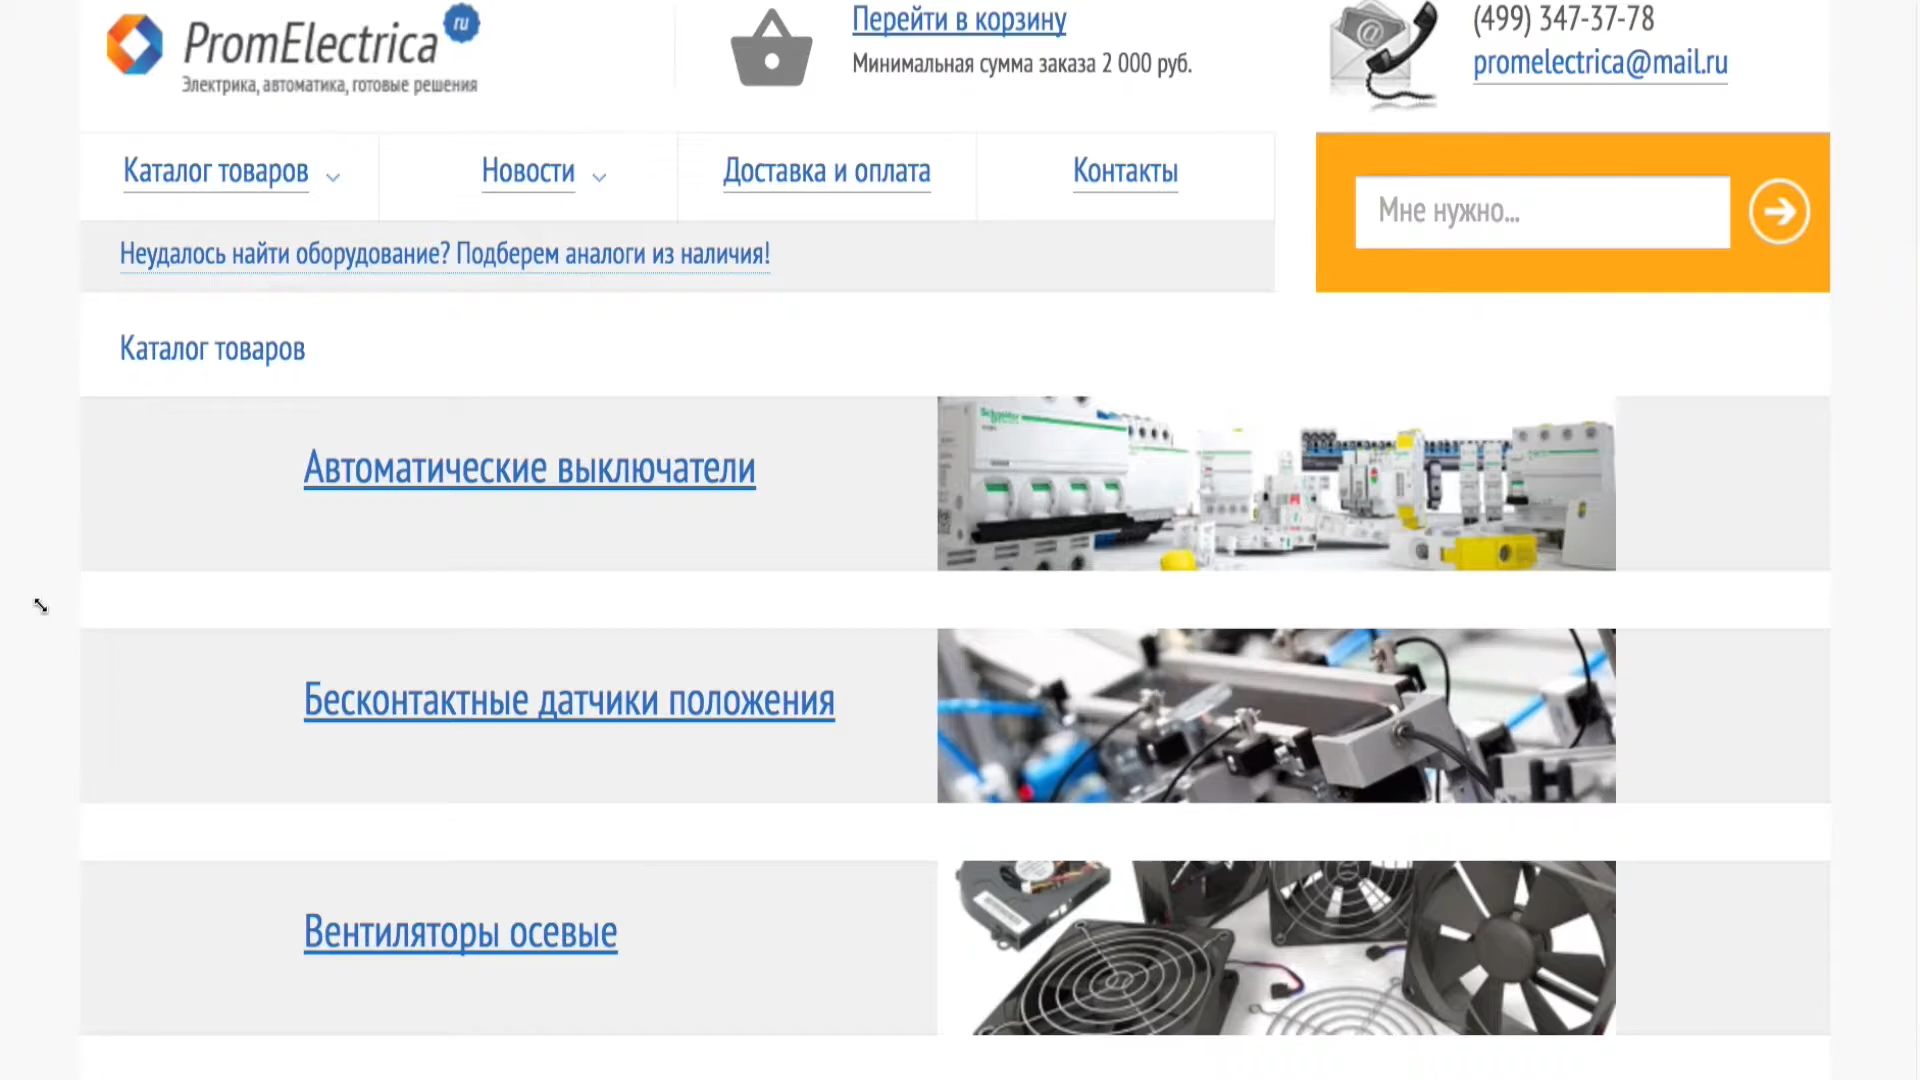 PromElectrica ru
Электрика, автоматика, готовые решения
Перейти в корзину
Минимальная сумма заказа 2 000 руб.
(499) 347-37-78
promelectrica@mail.ru
Каталог товаров
Новости
Доставка и оплата
Контакты
Мне нужно...
Неудалось найти оборудование? Подберем аналоги из наличия!
Каталог товаров
Автоматические выключатели
Schneider
Бесконтактные датчики положения
Вентиляторы осевые